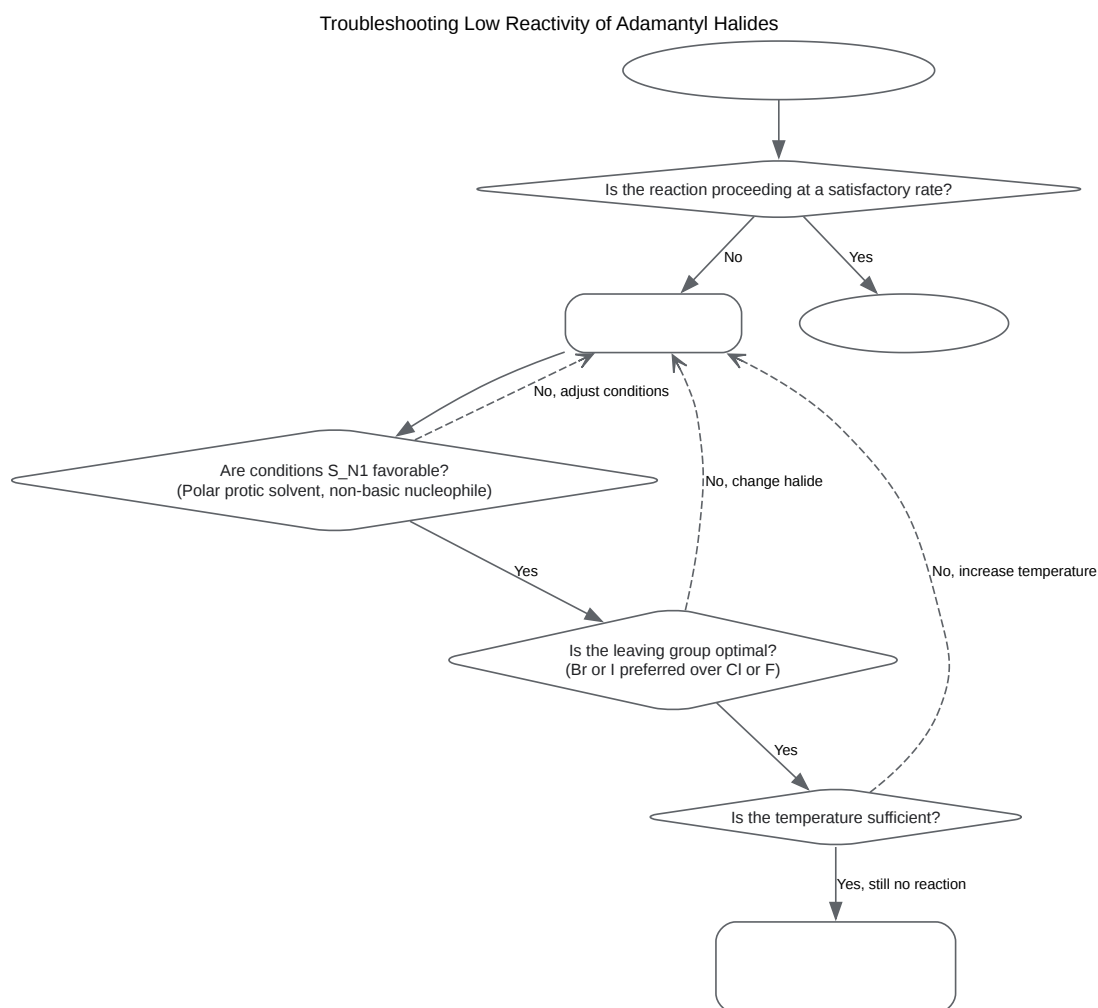 Troubleshooting Low Reactivity of Adamantyl Halides
Is the reaction proceeding at a satisfactory rate?
No
Yes
No, adjust conditions
Are conditions S_N1 favorable?
(Polar protic solvent, non-basic nucleophile)
No, change halide
No, increase temperature
Yes
Is the leaving group optimal?
(Br or I preferred over Cl or F)
Yes
Is the temperature sufficient?
Yes, still no reaction